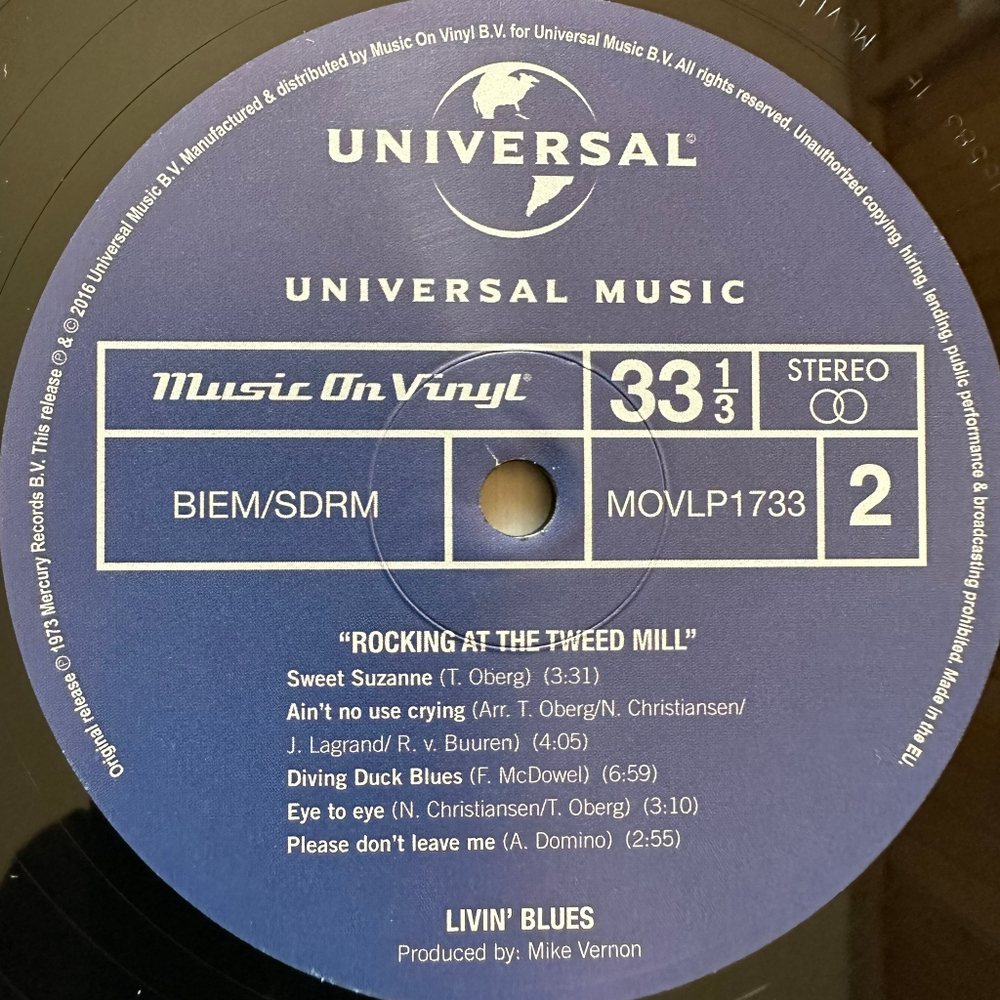 Original release ℗ 1973 Mercury Records B.V. This release ℗ & © 2016 Universal Music B.V. Manufactured & distributed by Music On Vinyl B.V. for Universal Music B.V. All rights reserved. Unauthorized copying, hiring, lending, public performance & broadcasting prohibited. Made in the EU.
UNIVERSAL
UNIVERSAL MUSIC
Music On Vinyl® 33 1/3 STEREO
BIEM/SDRM MOVLP1733 2
“ROCKING AT THE TWEED MILL”
Sweet Suzanne (T. Oberg) (3:31)
Ain't no use crying (Arr. T. Oberg/N. Christiansen/
J. Lagrand/ R. v. Buuren) (4:05)
Diving Duck Blues (F. McDowel) (6:59)
Eye to eye (N. Christiansen/T. Oberg) (3:10)
Please don't leave me (A. Domino) (2:55)
LIVIN' BLUES
Produced by: Mike Vernon